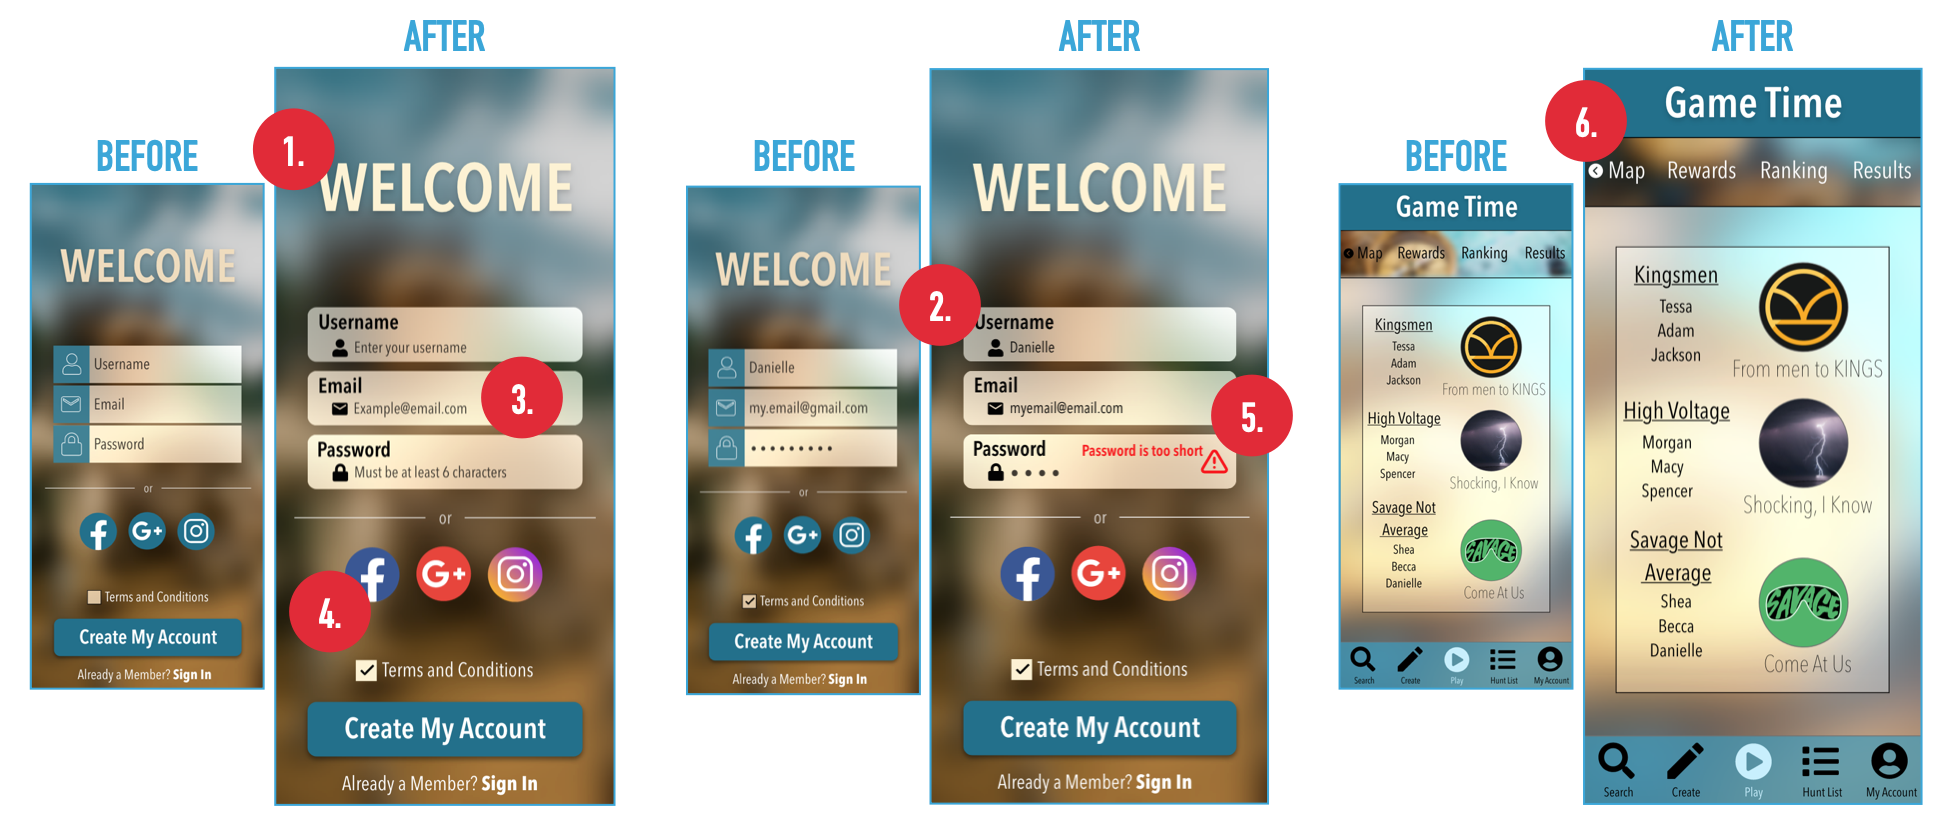 BEFORE
WELCOME
Username
Email
Password
or
f G+
Terms and Conditions
Create My Account
Already a Member? Sign In
AFTER
1.
WELCOME
Username
Enter your username
Email
Example@email.com
3.
Password
Must be at least 6 characters
or
f G+
4.
Terms and Conditions
Create My Account
Already a Member? Sign In
BEFORE
WELCOME
Danielle
my.email@gmail.com
or
f G+
Terms and Conditions
Create My Account
Already a Member? Sign In
AFTER
WELCOME
2.
Username
Danielle
Email
myemail@email.com
5.
Password Password is too short
or
f G+
Terms and Conditions
Create My Account
Already a Member? Sign In
BEFORE
Game Time
Map Rewards Ranking Results
Kingsmen
Tessa
Adam
Jackson
From men to KINGS
High Voltage
Morgan
Macy
Spencer
Shocking, I Know
Savage Not
Average
Shea
Becca
Danielle
SAVAGE
Come At Us
Search Create Play Hunt List My Account
AFTER
6.
Game Time
Map Rewards Ranking Results
Kingsmen
Tessa
Adam
Jackson
From men to KINGS
High Voltage
Morgan
Macy
Spencer
Shocking, I Know
Savage Not
Average
Shea
Becca
Danielle
SAVAGE
Come At Us
Search Create Play Hunt List My Account